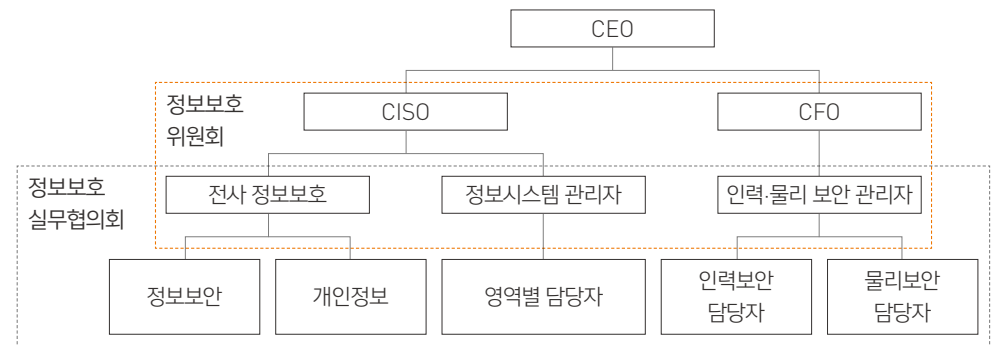 CEO
정보보호
위원회
CISO
CFO
정보보호
실무협의회
전사 정보보호
정보시스템 관리자
인력·물리 보안 관리자
정보보안
개인정보
영역별 담당자
인력보안
담당자
물리보안
담당자